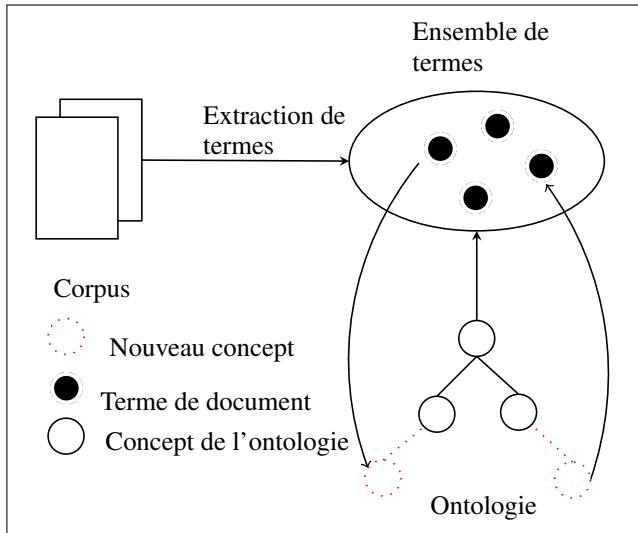 Ensemble de
termes
Extraction de
termes
Corpus
Nouveau concept
Terme de document
Concept de l'ontologie
Ontologie